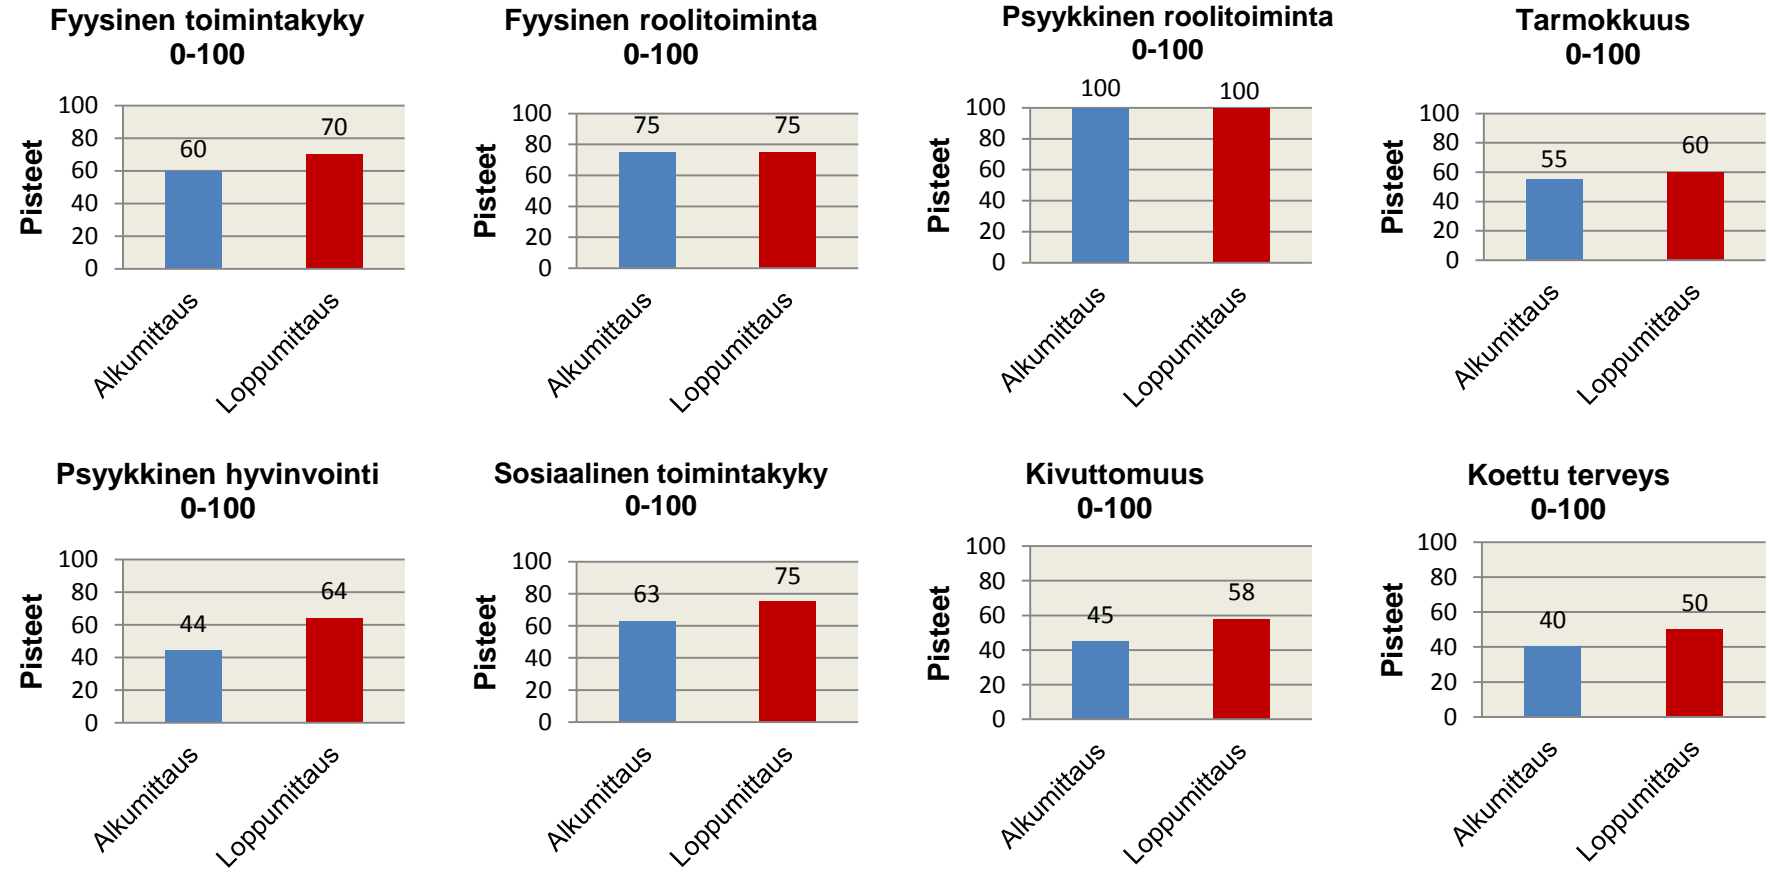 Fyysinen toimintakyky
0-100
Pisteet
100
80
60
40
20
0
60
70
Alkumittaus
Loppumittaus
Fyysinen roolitoiminta
0-100
Pisteet
100
80
60
40
20
0
75
75
Alkumittaus
Loppumittaus
Psyykkinen roolitoiminta
0-100
Pisteet
100
80
60
40
20
0
100
100
Alkumittaus
Loppumittaus
Tarmokkuus
0-100
Pisteet
100
80
60
40
20
0
55
60
Alkumittaus
Loppumittaus
Psyykkinen hyvinvointi
0-100
Pisteet
100
80
60
40
20
0
44
64
Alkumittaus
Loppumittaus
Sosiaalinen toimintakyky
0-100
Pisteet
100
80
60
40
20
0
63
75
Alkumittaus
Loppumittaus
Kivuttomuus
0-100
Pisteet
100
80
60
40
20
0
45
58
Alkumittaus
Loppumittaus
Koettu terveys
0-100
Pisteet
100
80
60
40
20
0
40
50
Alkumittaus
Loppumittaus